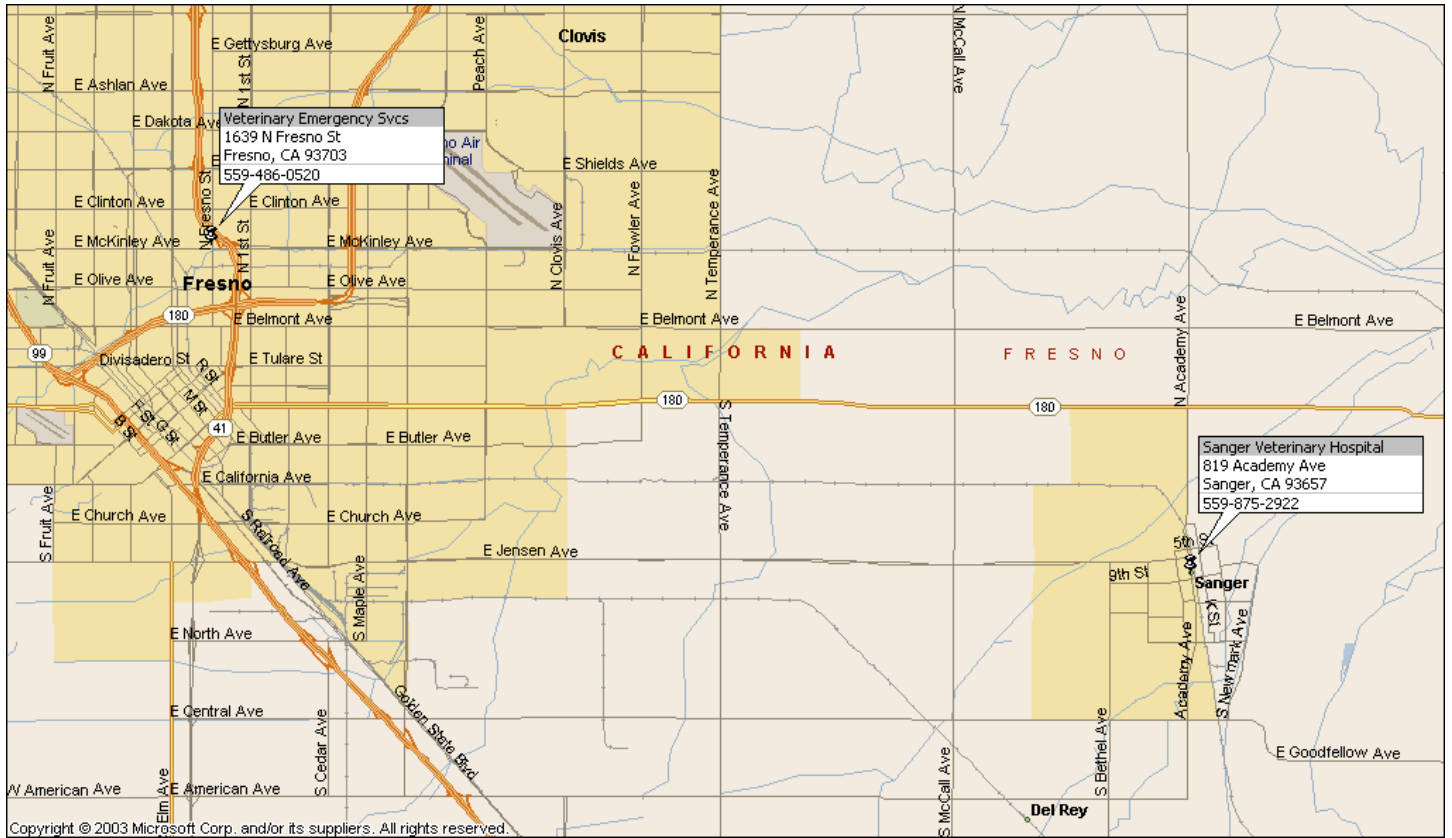 N Fruit Ave
E Gettysburg Ave
N 1st St
Peach Ave
Clovis
N McCall Ave
E Ashlan Ave
E Dakota Ave
Veterinary Emergency Svcs
1639 N Fresno St
Fresno, CA 93703
559-486-0520
E Shields Ave
E Clinton Ave
E Clinton Ave
N Fresno St
N 1st St
N Fruit Ave
E McKinley Ave
E McKinley Ave
N Clovis Ave
N Fowler Ave
N Temperance Ave
E Olive Ave
Fresno
E Olive Ave
180
E Belmont Ave
E Belmont Ave
E Belmont Ave
N Academy Ave
99
Divisadero St
E Tulare St
CALIFORNIA
FRESNO
R St
M St
F St
G St
B St
180
180
41
E Butler Ave
E Butler Ave
S Temperance Ave
Sanger Veterinary Hospital
819 Academy Ave
Sanger, CA 93657
559-875-2922
E California Ave
S Fruit Ave
E Church Ave
E Church Ave
S Railroad Ave
E Jensen Ave
5th
9th St
Sanger
K St
S Maple Ave
E North Ave
Academy Ave
S Newmark Ave
E Central Ave
S Cedar Ave
Golden State Blvd
S McCall Ave
S Bethel Ave
E Goodfellow Ave
W American Ave
S Elm Ave
E American Ave
Del Rey
Copyright © 2003 Microsoft Corp. and/or its suppliers. All rights reserved.